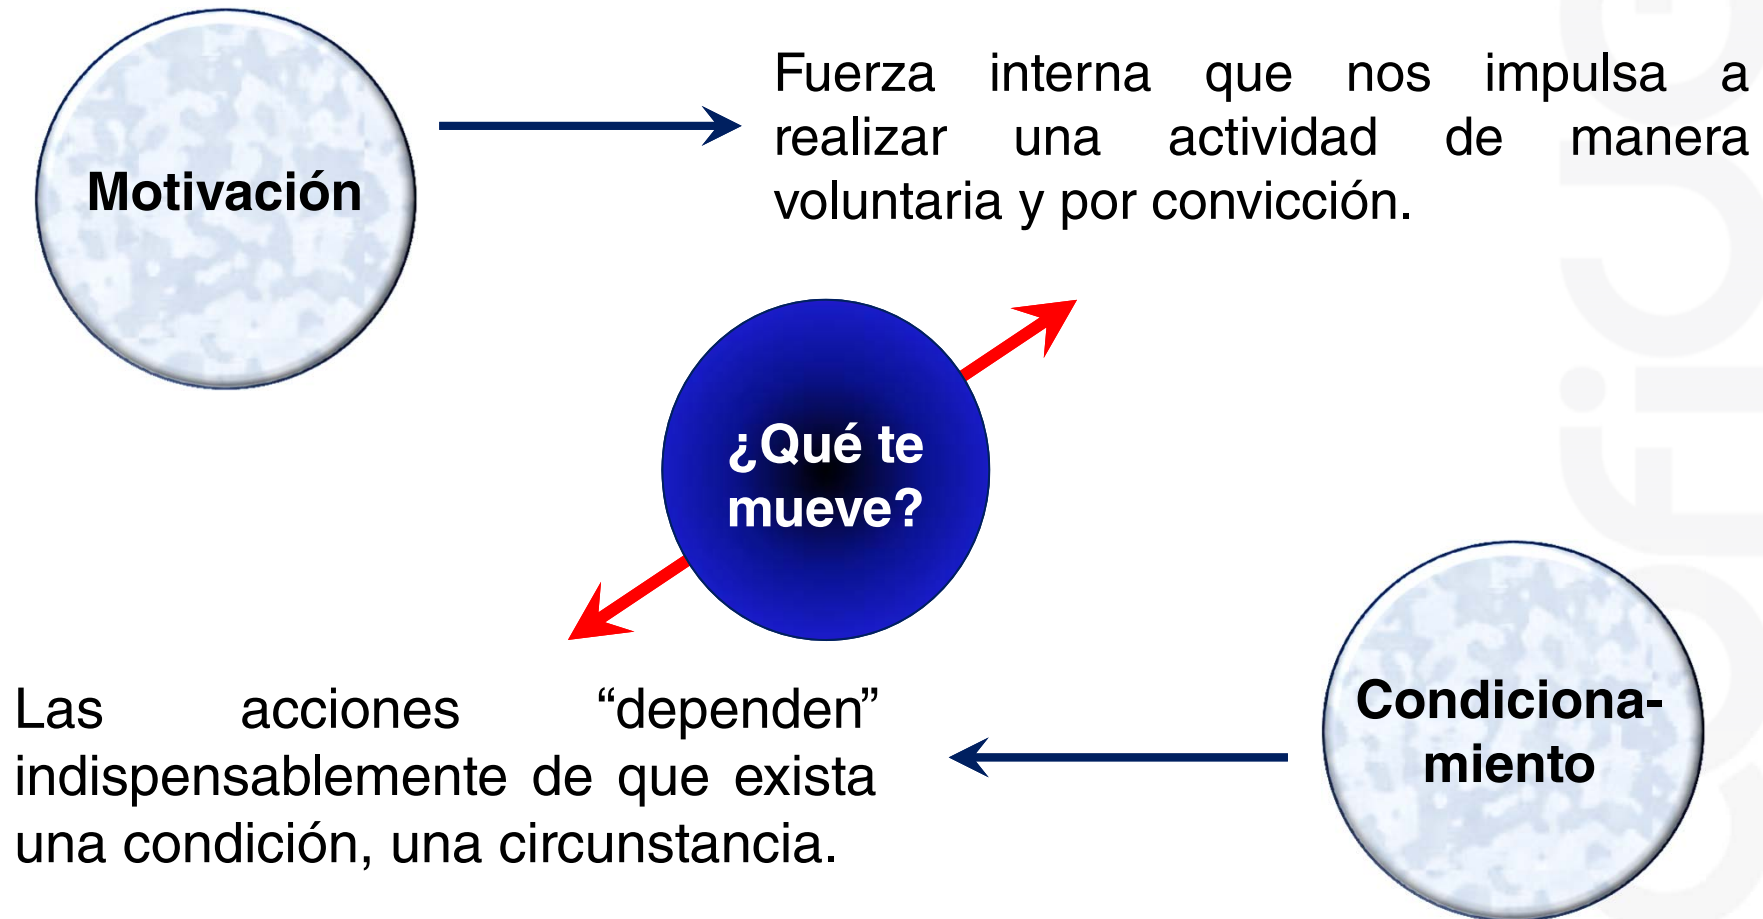 Motivación
Fuerza interna que nos impulsa a
realizar una actividad de manera
voluntaria y por convicción.
¿Qué te
mueve?
Las acciones “dependen”
indispensablemente de que exista
una condición, una circunstancia.
Condiciona-
miento